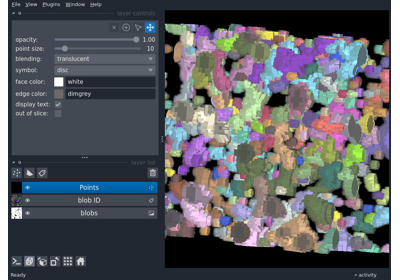 File View Plugins Window Help
layer controls
opacity: 1.00
point size: 10
blending: translucent
symbol: disc
face color: white
edge color: dimgrey
display text:
out of slice:
layer list
Points
blob ID
blobs
activity